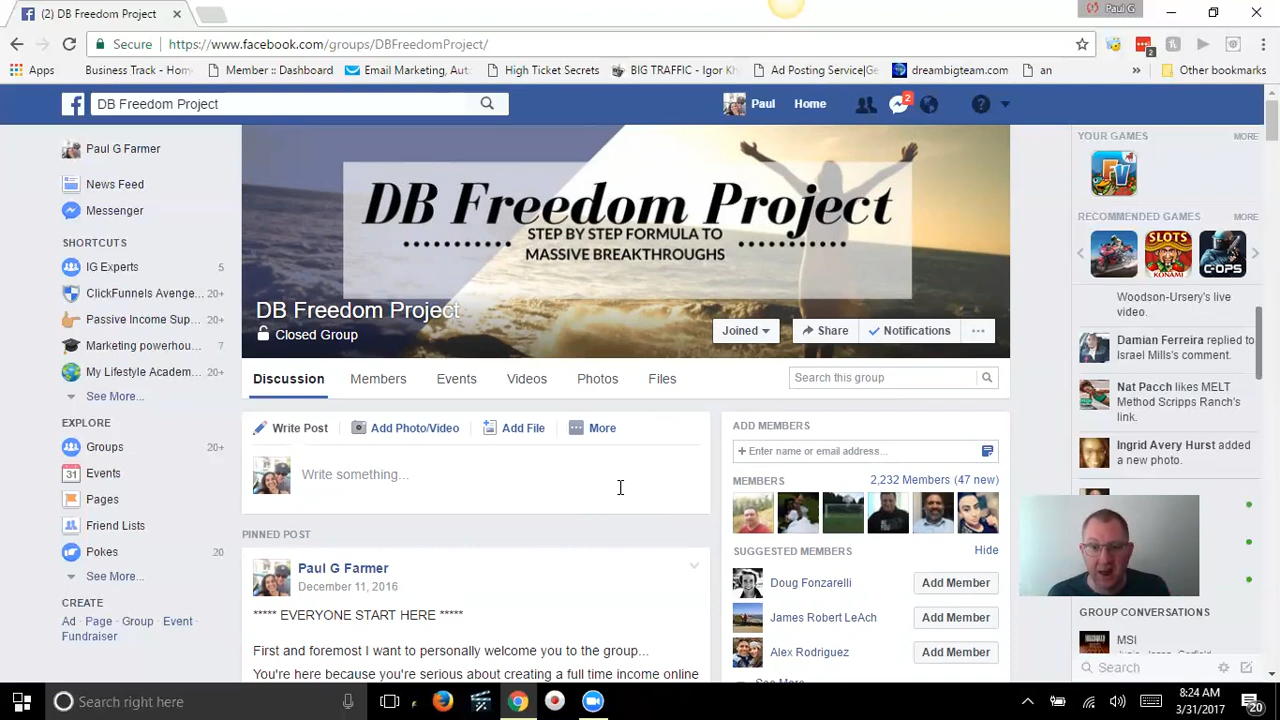 (2) DB Freedom Project
Paul G
Secure
https://www.facebook.com/groups/DBFreedomProject/
2
Apps
Business Track - Hom
Member :: Dashboard
Email Marketing, Aut
High Ticket Secrets
BIG TRAFFIC - Igor Kh
Ad Posting Service|Ge
dreambigteam.com
an
»
Other bookmarks
DB Freedom Project
Paul
Home
2
Paul G Farmer
News Feed
Messenger
SHORTCUTS
IG Experts 5
ClickFunnels Avenge... 20+
Passive Income Sup... 20+
Marketing powerhou... 7
My Lifestyle Academ... 20+
See More...
EXPLORE
Groups 20+
31 Events
Pages
Friend Lists
Pokes 20
See More...
CREATE
Ad · Page · Group · Event ·
Fundraiser
DB Freedom Project
STEP BY STEP FORMULA TO
MASSIVE BREAKTHROUGHS
DB Freedom Project
Closed Group
Joined
Share
Notifications
...
Discussion
Members
Events
Videos
Photos
Files
Search this group
Write Post
Add Photo/Video
Add File
More
Write something...
PINNED POST
Paul G Farmer
December 11, 2016
***** EVERYONE START HERE *****
First and foremost I want to personally welcome you to the group...
You're here because you're serious about creating a full time income online
ADD MEMBERS
+ Enter name or email address...
MEMBERS
2,232 Members (47 new)
SUGGESTED MEMBERS
Hide
Doug Fonzarelli
Add Member
James Robert LeAch
Add Member
Alex Rodriguez
Add Member
YOUR GAMES
MORE
FV
RECOMMENDED GAMES
MORE
SLOTS
KONAMI
C-OPS
Woodson-Ursery's live
video.
Damian Ferreira replied to
Israel Mills's comment.
Nat Pacch likes MELT
Method Scripps Ranch's
link.
Ingrid Avery Hurst added
a new photo.
GROUP CONVERSATIONS
MSI
Search
Search right here
8:24 AM
3/31/2017
20